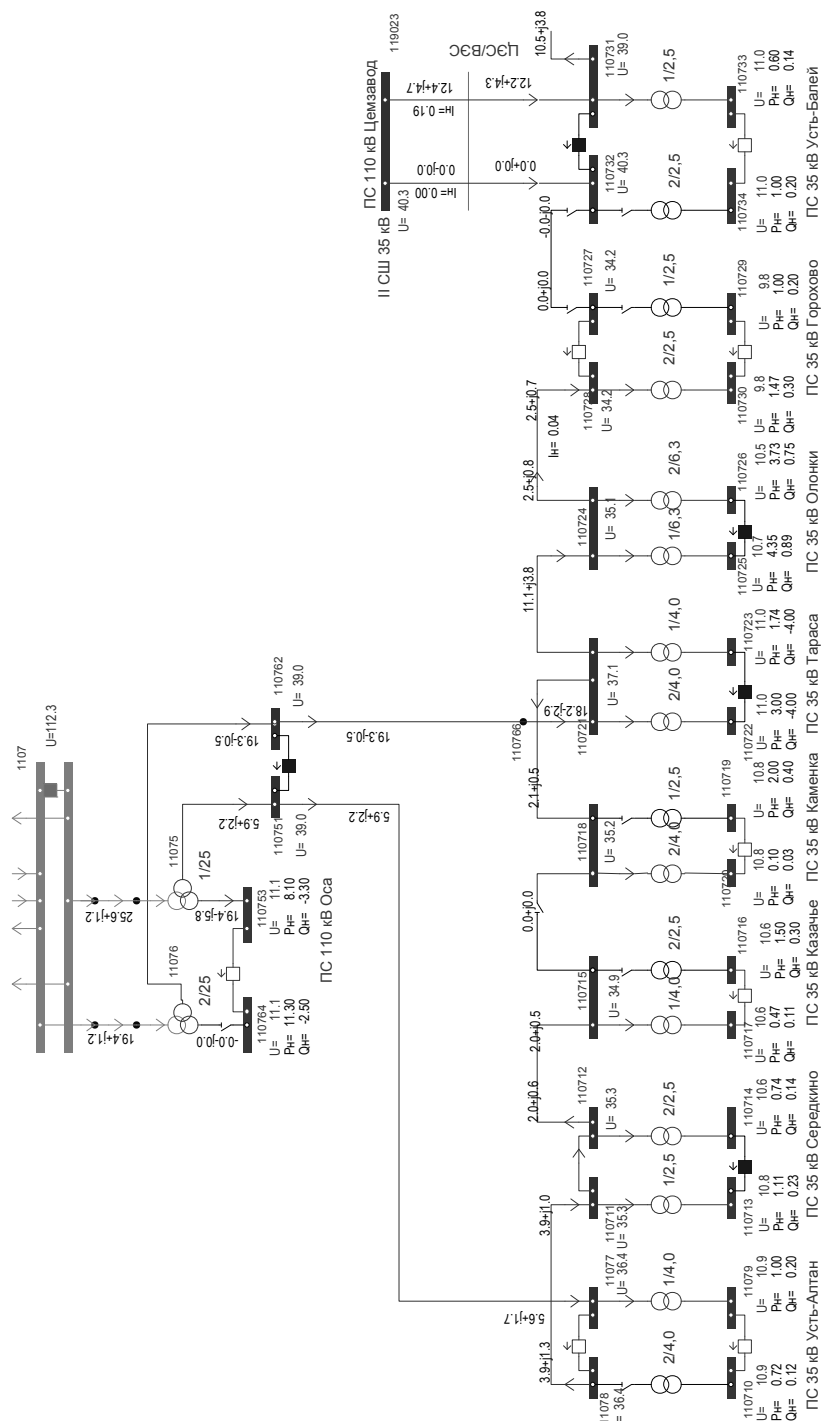 1107
U=112.3
25.6+j1.2
19.4+j1.2
11075
1/25
11076
2/25
19.4-j5.8
-0.0-j0.0
110753
U= 11.1
Pн= 8.10
Qн= -3.30
110764
U= 11.1
Pн= 11.30
Qн= -2.50
ПС 110 кВ Оса
110762
U= 39.0
19.3-j0.5
19.3-j0.5
110751
U= 39.0
5.9+j2.2
5.9+j2.2
ПС 110 кВ Цемзавод
119023
II СШ 35 кВ
U= 40.3
12.4+j4.7
Iн= 0.19
0.0-j0.0
Iн= 0.00
ЦЭС/ВЭС
12.2+j4.3
0.0+j0.0
10.5+j3.8
110731
U= 39.0
110732
U= 40.3
1/2,5
2/2,5
110733
U= 11.0
Pн= 0.60
Qн= 0.14
110734
U= 11.0
Pн= 1.00
Qн= 0.20
ПС 35 кВ Усть-Балей
-0.0-j0.0
0.0+j0.0
110727
U= 34.2
110728
U= 34.2
1/2,5
2/2,5
110729
U= 9.8
Pн= 1.00
Qн= 0.20
110730
U= 9.8
Pн= 1.47
Qн= 0.30
ПС 35 кВ Горохово
2.5+j0.7
Iн= 0.04
2.5+j0.8
110724
U= 35.1
2/6,3
1/6,3
110726
U= 10.5
Pн= 3.73
Qн= 0.75
110725
U= 10.7
Pн= 4.35
Qн= 0.89
ПС 35 кВ Олонки
11.1+j3.8
110721
U= 37.1
18.2-j2.9
110766
1/4,0
2/4,0
110723
U= 11.0
Pн= 1.74
Qн= -4.00
110722
U= 11.0
Pн= 3.00
Qн= -4.00
ПС 35 кВ Тараса
2.1+j0.5
110718
U= 35.2
1/2,5
2/4,0
110719
U= 10.8
Pн= 2.00
Qн= 0.40
110720
U= 10.8
Pн= 0.10
Qн= 0.03
ПС 35 кВ Каменка
0.0+j0.0
110715
U= 34.9
2/2,5
1/4,0
110716
U= 10.6
Pн= 1.50
Qн= 0.30
110717
U= 10.6
Pн= 0.47
Qн= 0.11
ПС 35 кВ Казачье
2.0+j0.5
2.0+j0.6
110712
U= 35.3
110711
U= 35.3
2/2,5
1/2,5
110714
U= 10.6
Pн= 0.74
Qн= 0.14
110713
U= 10.8
Pн= 1.11
Qн= 0.23
ПС 35 кВ Середкино
3.9+j1.0
3.9+j1.3
5.6+j1.7
11077
U= 36.4
11078
U= 36.4
1/4,0
2/4,0
11079
U= 10.9
Pн= 1.00
Qн= 0.20
110710
U= 10.9
Pн= 0.72
Qн= 0.12
ПС 35 кВ Усть-Алтан